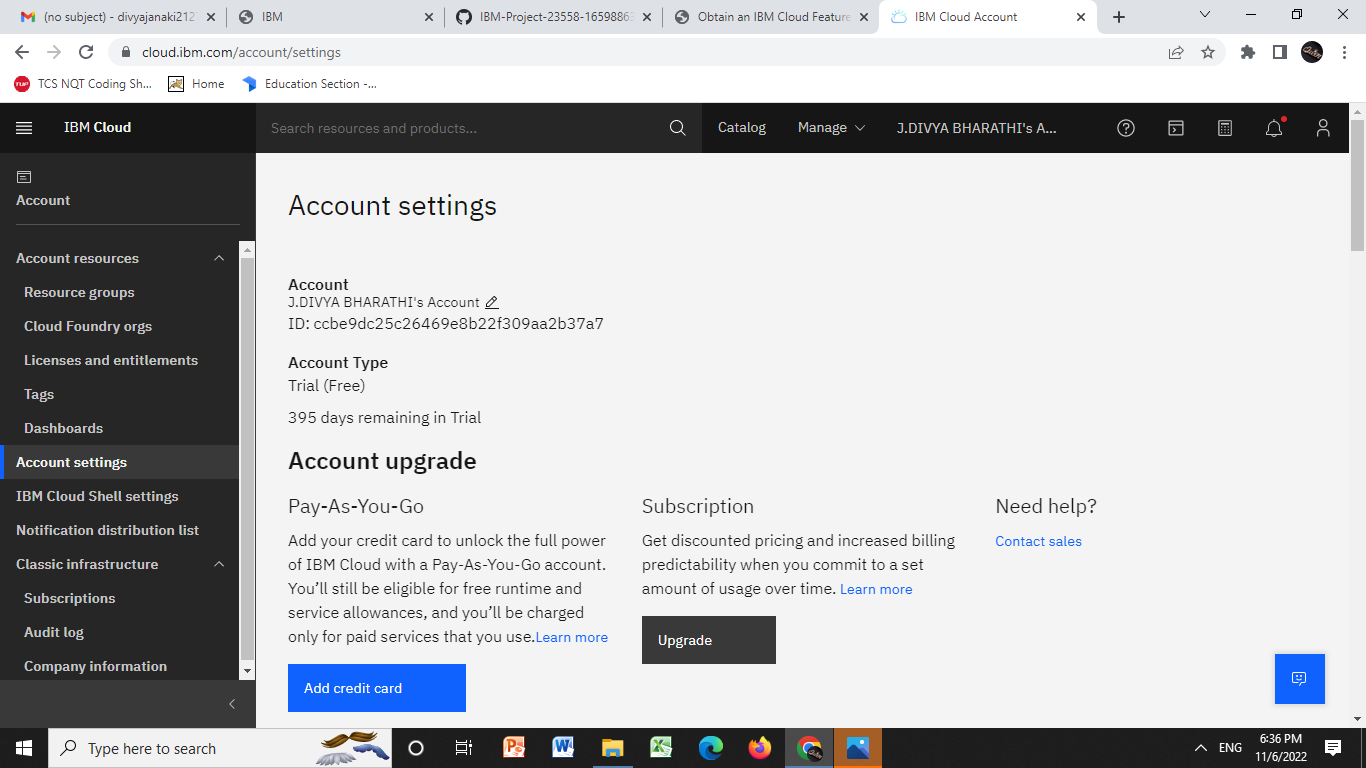 (no subject) - divyajanaki212
IBM
IBM-Project-23558-16598863
Obtain an IBM Cloud Feature
IBM Cloud Account
cloud.ibm.com/account/settings
TCS NQT Coding Sh...
Home
Education Section -...
IBM Cloud
Search resources and products...
Catalog
Manage
J.DIVYA BHARATHI's A...
Account
Account resources
Resource groups
Cloud Foundry orgs
Licenses and entitlements
Tags
Dashboards
Account settings
IBM Cloud Shell settings
Notification distribution list
Classic infrastructure
Subscriptions
Audit log
Company information
Account settings
Account
J.DIVYA BHARATHI's Account
ID: ccbe9dc25c26469e8b22f309aa2b37a7
Account Type
Trial (Free)
395 days remaining in Trial
Account upgrade
Pay-As-You-Go
Add your credit card to unlock the full power
of IBM Cloud with a Pay-As-You-Go account.
You’ll still be eligible for free runtime and
service allowances, and you’ll be charged
only for paid services that you use.Learn more
Add credit card
Subscription
Get discounted pricing and increased billing
predictability when you commit to a set
amount of usage over time. Learn more
Upgrade
Need help?
Contact sales
Type here to search
ENG
6:36 PM
11/6/2022